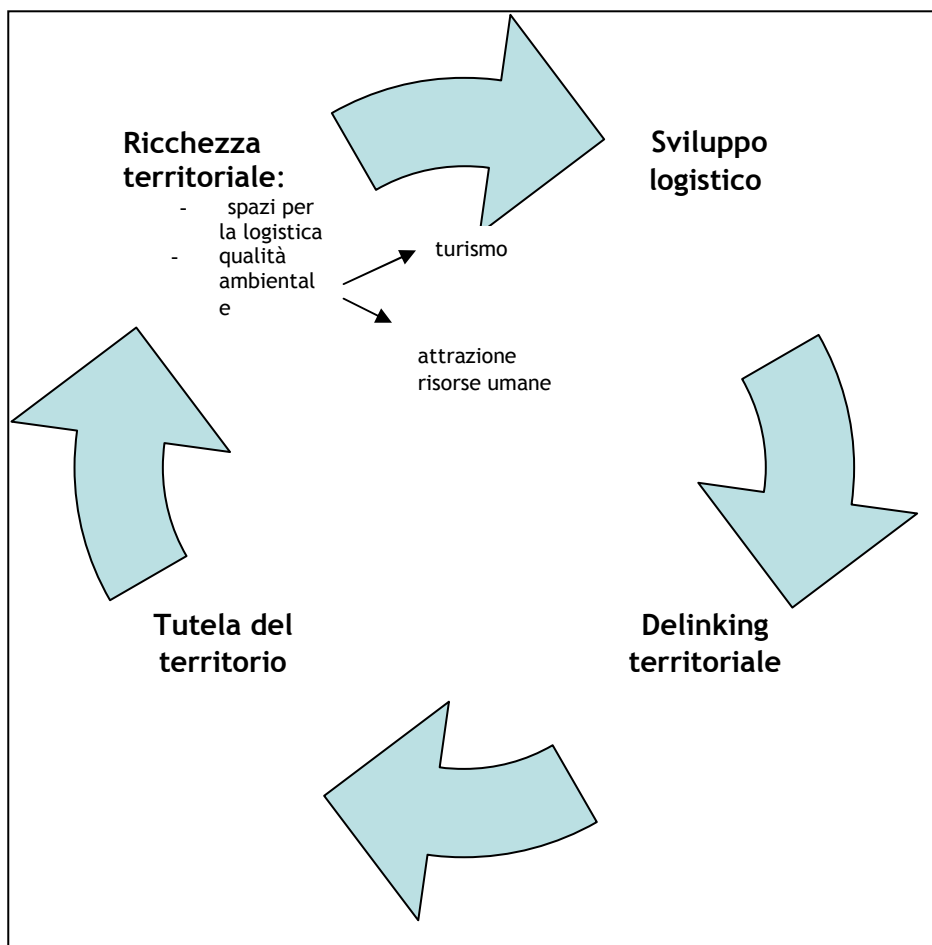 Ricchezza
territoriale:
- spazi per
la logistica
- qualità
ambiental
e
turismo
attrazione
risorse umane
Sviluppo
logistico
Delinking
territoriale
Tutela del
territorio